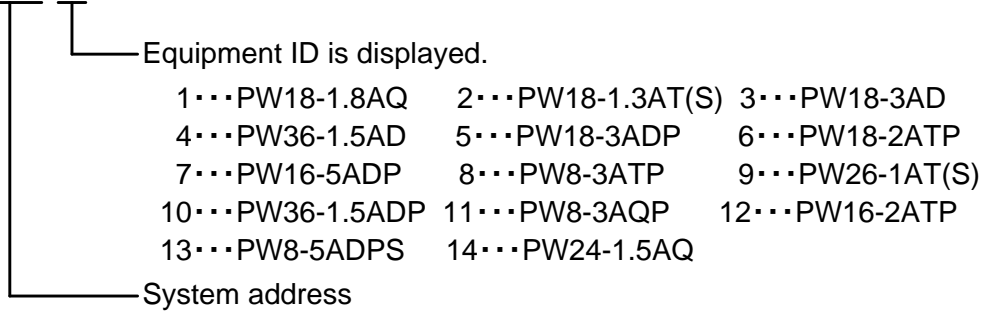 Equipment ID is displayed.
1・・・PW18-1.8AQ 2・・・PW18-1.3AT(S) 3・・・PW18-3AD
4・・・PW36-1.5AD 5・・・PW18-3ADP 6・・・PW18-2ATP
7・・・PW16-5ADP 8・・・PW8-3ATP 9・・・PW26-1AT(S)
10・・・PW36-1.5ADP 11・・・PW8-3AQP 12・・・PW16-2ATP
13・・・PW8-5ADPS 14・・・PW24-1.5AQ
System address